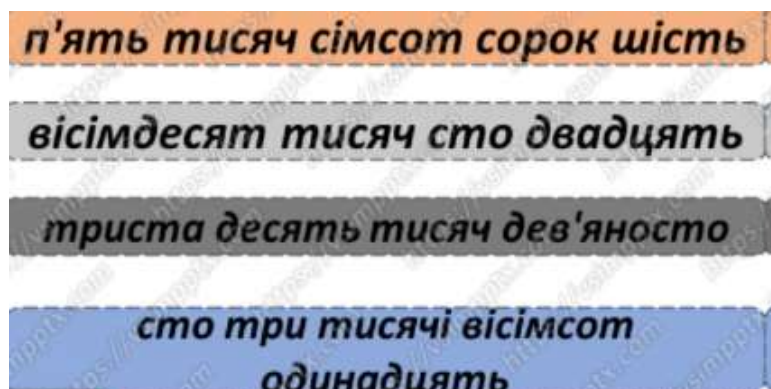 п'ять тисяч сімсот сорок шість
вісімдесят тисяч сто двадцять
триста десять тисяч дев'яносто
сто три тисячі вісімсот
одинадцять